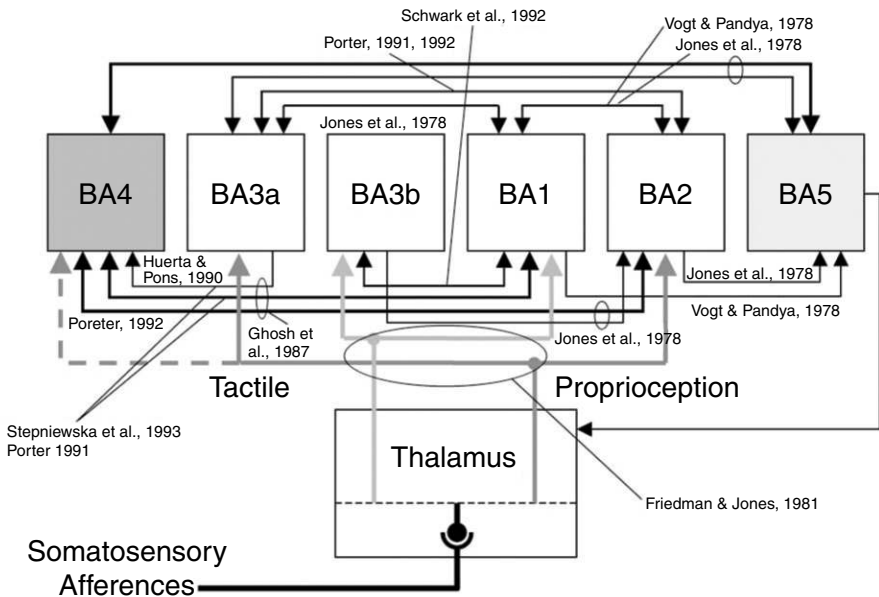 Schwark et al., 1992
Vogt & Pandya, 1978
Porter, 1991, 1992
Jones et al., 1978
Jones et al., 1978
BA4
BA3a
BA3b
BA1
BA2
BA5
Huerta &
Pons, 1990
Jones et al., 1978
Vogt & Pandya, 1978
Poreter, 1992
Ghosh et
al., 1987
Jones et al., 1978
Tactile
Proprioception
Stepniewska et al., 1993
Porter 1991
Thalamus
Friedman & Jones, 1981
Somatosensory
Afferences